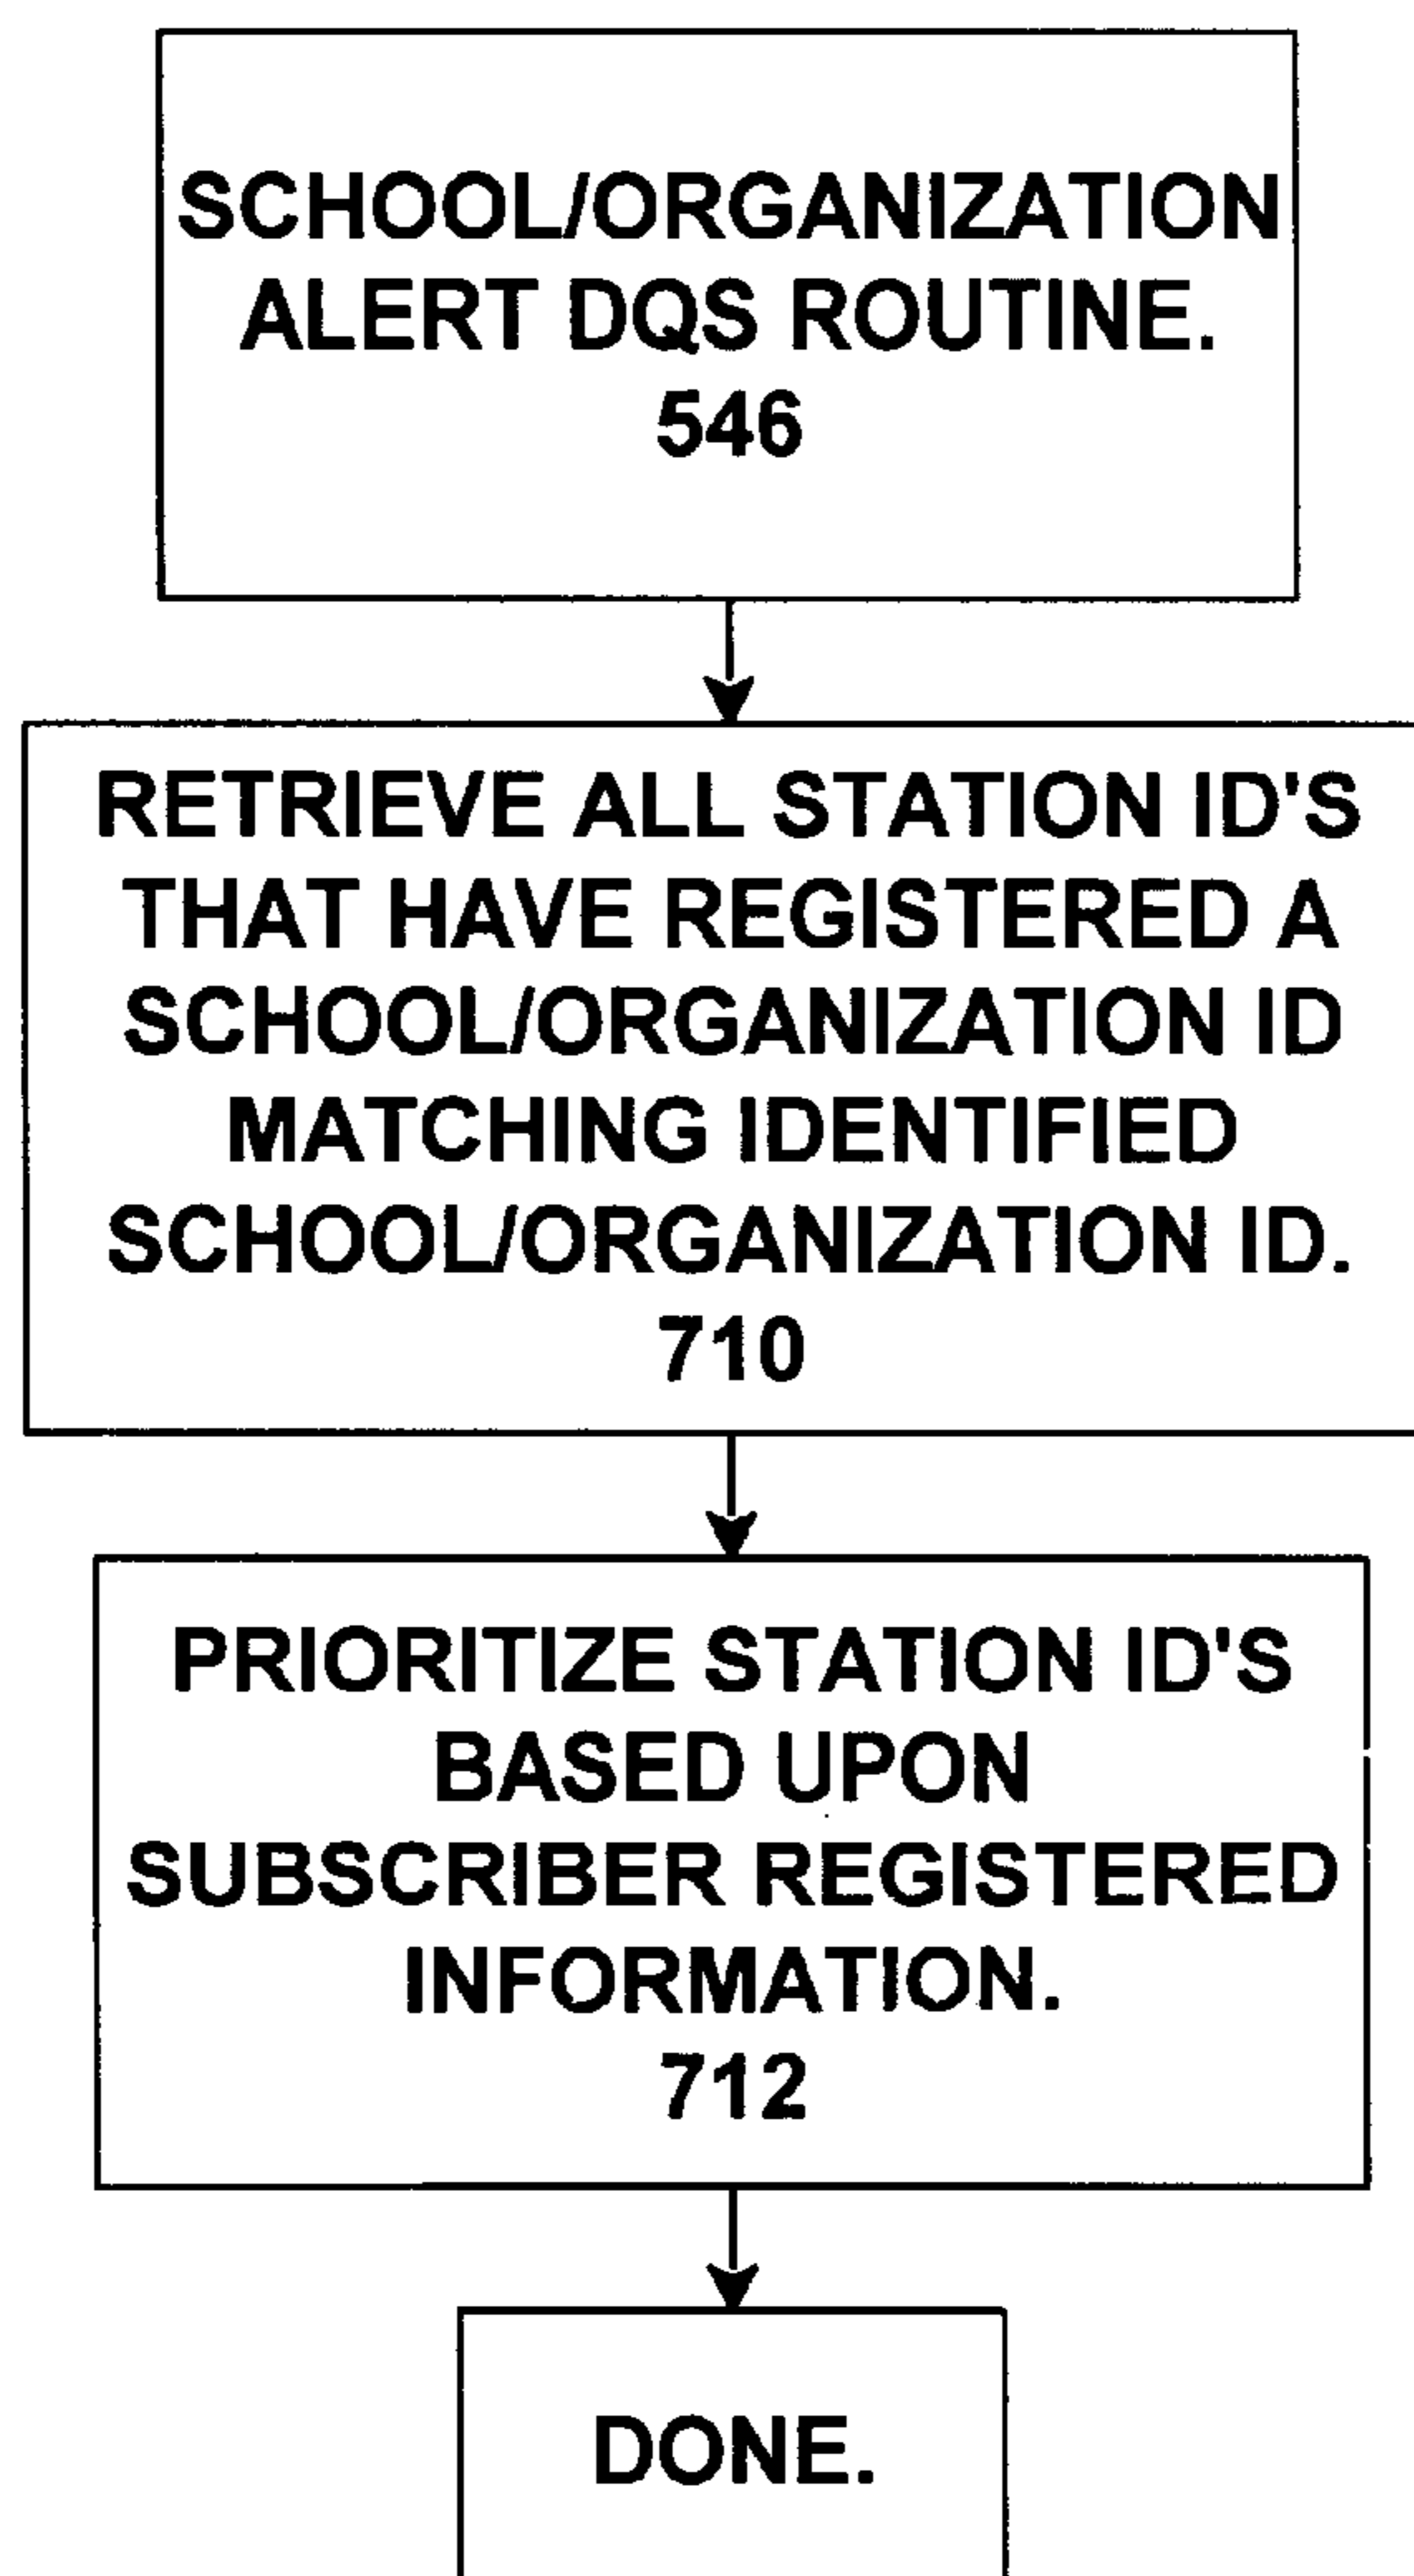 SCHOOL/ORGANIZATION
ALERT DQS ROUTINE.
546
RETRIEVE ALL STATION ID'S
THAT HAVE REGISTERED A
SCHOOL/ORGANIZATION ID
MATCHING IDENTIFIED
SCHOOL/ORGANIZATION ID.
710
PRIORITIZE STATION ID'S
BASED UPON
SUBSCRIBER REGISTERED
INFORMATION.
712
DONE.